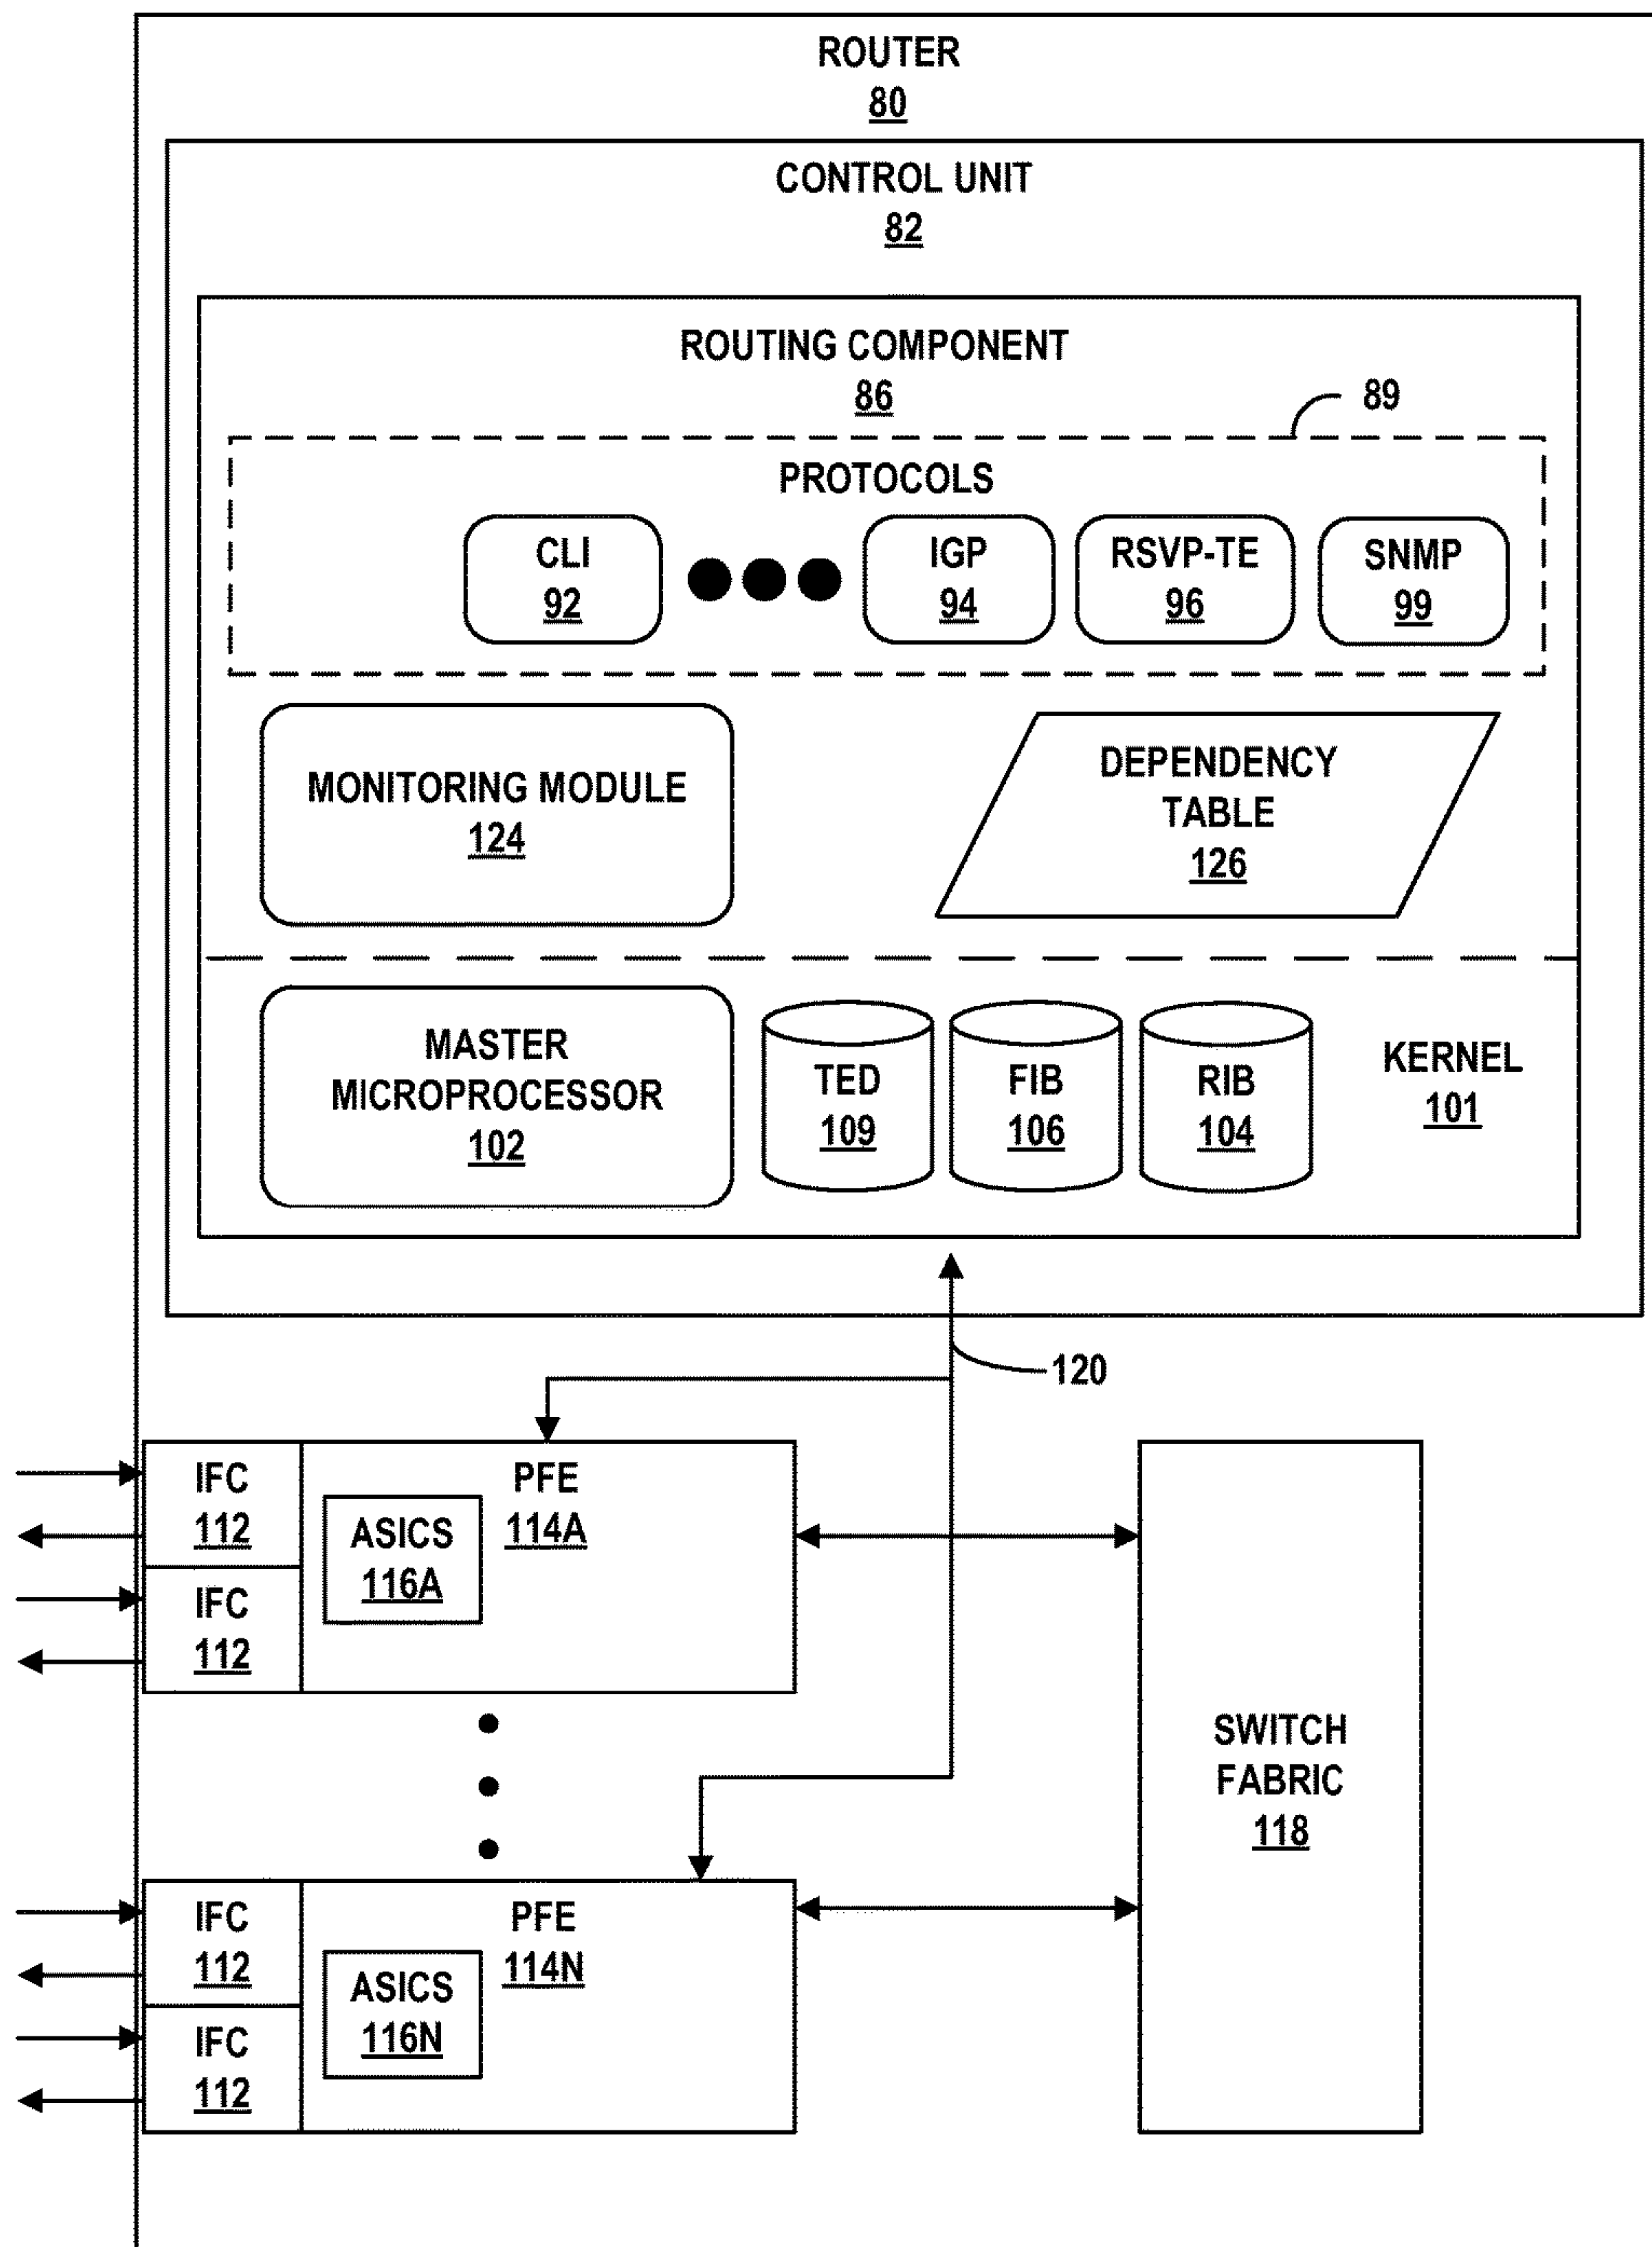 ROUTER
80
CONTROL UNIT
82
ROUTING COMPONENT
86
89
PROTOCOLS
CLI
92
IGP
94
RSVP-TE
96
SNMP
99
MONITORING MODULE
124
DEPENDENCY
TABLE
126
MASTER
MICROPROCESSOR
102
TED
109
FIB
106
RIB
104
KERNEL
101
120
IFC
112
IFC
112
PFE
114A
ASICS
116A
SWITCH
FABRIC
118
IFC
112
IFC
112
PFE
114N
ASICS
116N